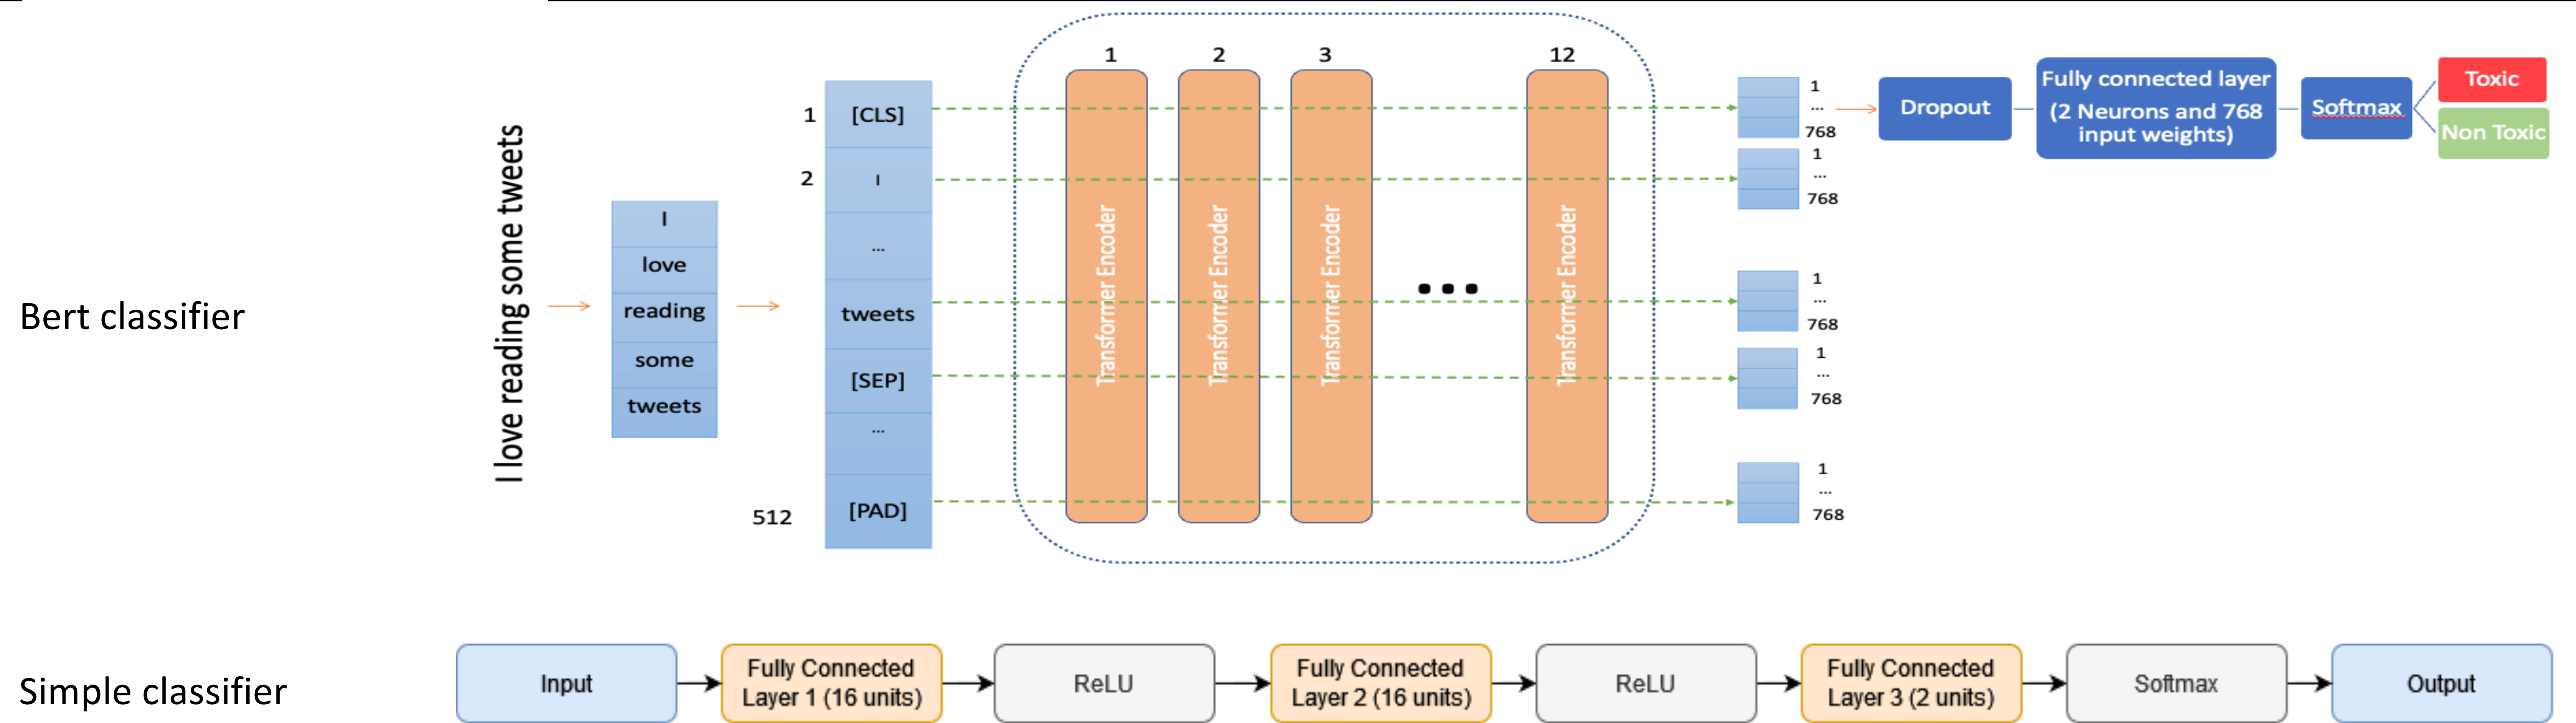 Bert classifier
I love reading some tweets
I
love
reading
some
tweets
1
2
512
[CLS]
I
...
tweets
[SEP]
...
[PAD]
1
2
3
12
Transformer Encoder
Transformer Encoder
Transformer Encoder
...
Transformer Encoder
1
...
768
1
...
768
1
...
768
1
...
768
1
...
768
Dropout
Fully connected layer
(2 Neurons and 768
input weights)
Softmax
Toxic
Non Toxic
Simple classifier
Input
Fully Connected
Layer 1 (16 units)
ReLU
Fully Connected
Layer 2 (16 units)
ReLU
Fully Connected
Layer 3 (2 units)
Softmax
Output